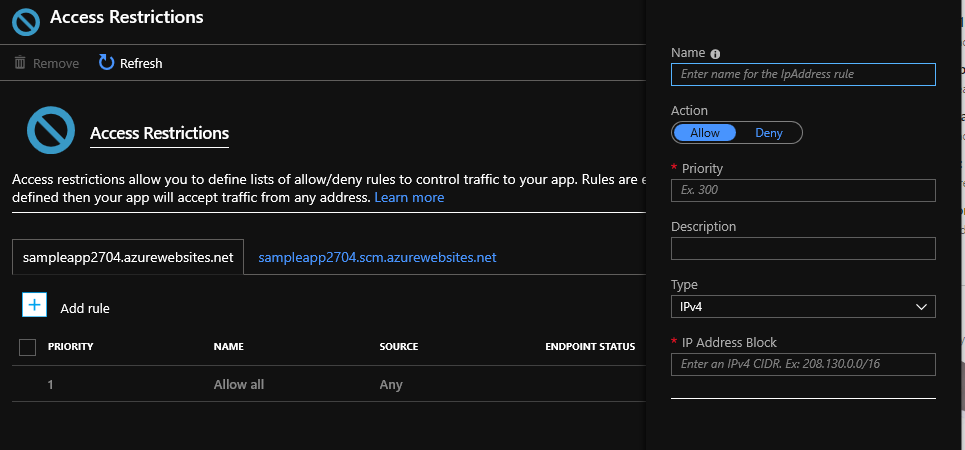 Access Restrictions
Remove Refresh
Access Restrictions
Access restrictions allow you to define lists of allow/deny rules to control traffic to your app. Rules are e
defined then your app will accept traffic from any address. Learn more
sampleapp2704.azurewebsites.net sampleapp2704.scm.azurewebsites.net
+ Add rule
PRIORITY NAME SOURCE ENDPOINT STATUS
1 Allow all Any
Name
Enter name for the IpAddress rule
Action
Allow Deny
* Priority
Ex. 300
Description
Type
IPv4
* IP Address Block
Enter an IPv4 CIDR. Ex: 208.130.0.0/16